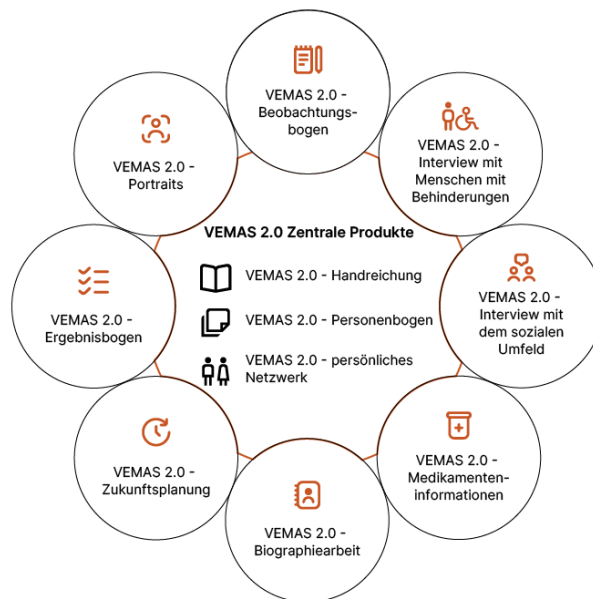 VEMAS 2.0 -
Beobachtungs-
bogen
VEMAS 2.0 -
Interview mit
Menschen mit
Behinderungen
VEMAS 2.0 -
Interview mit
dem sozialen
Umfeld
VEMAS 2.0 -
Medikamenten-
informationen
VEMAS 2.0 -
Biographiearbeit
VEMAS 2.0 -
Zukunftsplanung
VEMAS 2.0 -
Ergebnisbogen
VEMAS 2.0 -
Portraits
VEMAS 2.0 Zentrale Produkte
VEMAS 2.0 - Handreichung
VEMAS 2.0 - Personenbogen
VEMAS 2.0 - persönliches
Netzwerk